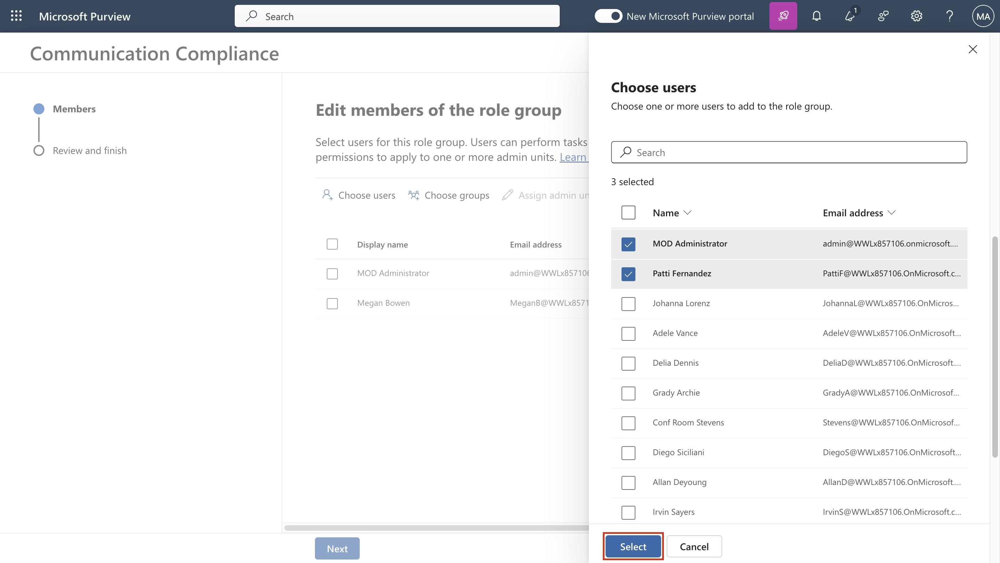 Microsoft Purview
Search
New Microsoft Purview portal
1
MA
Communication Compliance
Members
Review and finish
Edit members of the role group
Select users for this role group. Users can perform tasks
permissions to apply to one or more admin units. Learn
Choose users
Choose groups
Assign admin un
Display name
Email address
MOD Administrator
admin@WWLx857106
Megan Bowen
MeganB@WWLx8571
Next
Choose users
Choose one or more users to add to the role group.
Search
3 selected
Name
Email address
MOD Administrator
admin@WWLx857106.onmicrosoft....
Patti Fernandez
PattiF@WWLx857106.OnMicrosoft.c...
Johanna Lorenz
JohannaL@WWLx857106.OnMicros...
Adele Vance
AdeleV@WWLx857106.OnMicrosoft...
Delia Dennis
DeliaD@WWLx857106.OnMicrosoft....
Grady Archie
GradyA@WWLx857106.OnMicrosof...
Conf Room Stevens
Stevens@WWLx857106.OnMicrosof...
Diego Siciliani
DiegoS@WWLx857106.OnMicrosoft...
Allan Deyoung
AllanD@WWLx857106.OnMicrosoft....
Irvin Sayers
IrvinS@WWLx857106.OnMicrosoft.c...
Select
Cancel